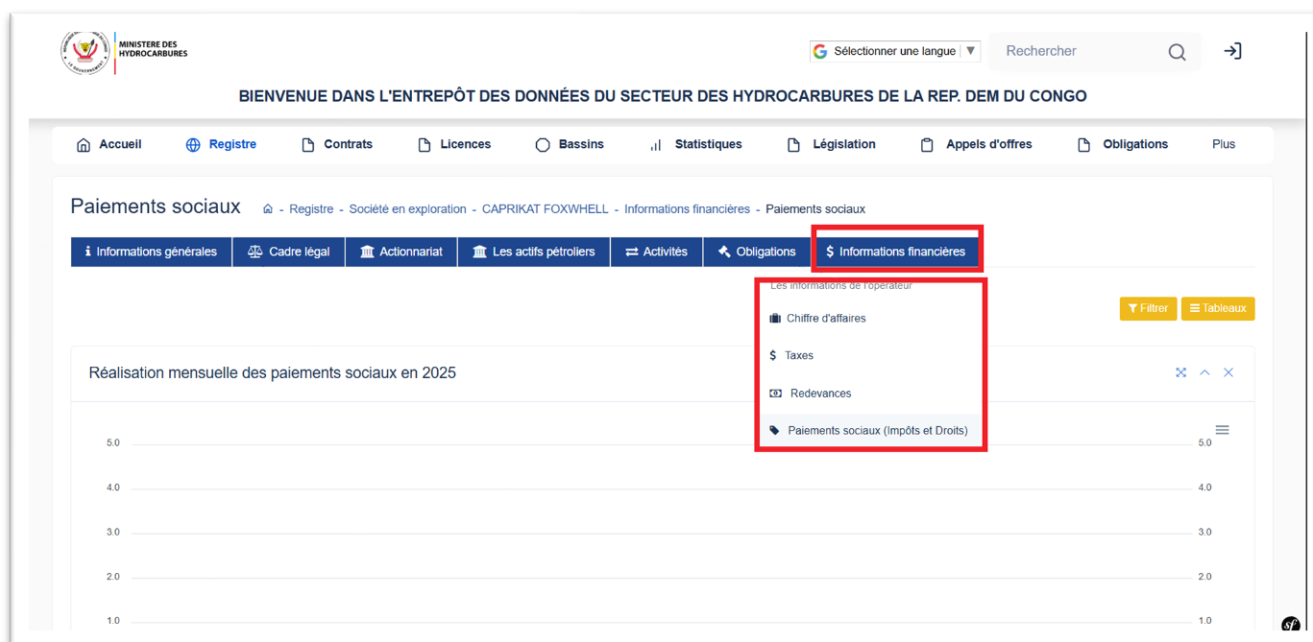 MINISTERE DES
HYDROCARBURES
Sélectionner une langue ▼
Rechercher
BIENVENUE DANS L'ENTREPÔT DES DONNÉES DU SECTEUR DES HYDROCARBURES DE LA REP. DEM DU CONGO
Accueil Registre Contrats Licences Bassins Statistiques Législation Appels d'offres Obligations Plus
Paiements sociaux - Registre - Société en exploration - CAPRIKAT FOXWHELL - Informations financières - Paiements sociaux
Informations générales Cadre légal Actionnariat Les actifs pétroliers Activités Obligations $ Informations financières
Les informations de l'opérateur
Filtrer Tableaux
Chiffre d'affaires
$ Taxes
Redevances
Paiements sociaux (Impôts et Droits)
Réalisation mensuelle des paiements sociaux en 2025
5.0 5.0
4.0 4.0
3.0 3.0
2.0 2.0
1.0 1.0
sf